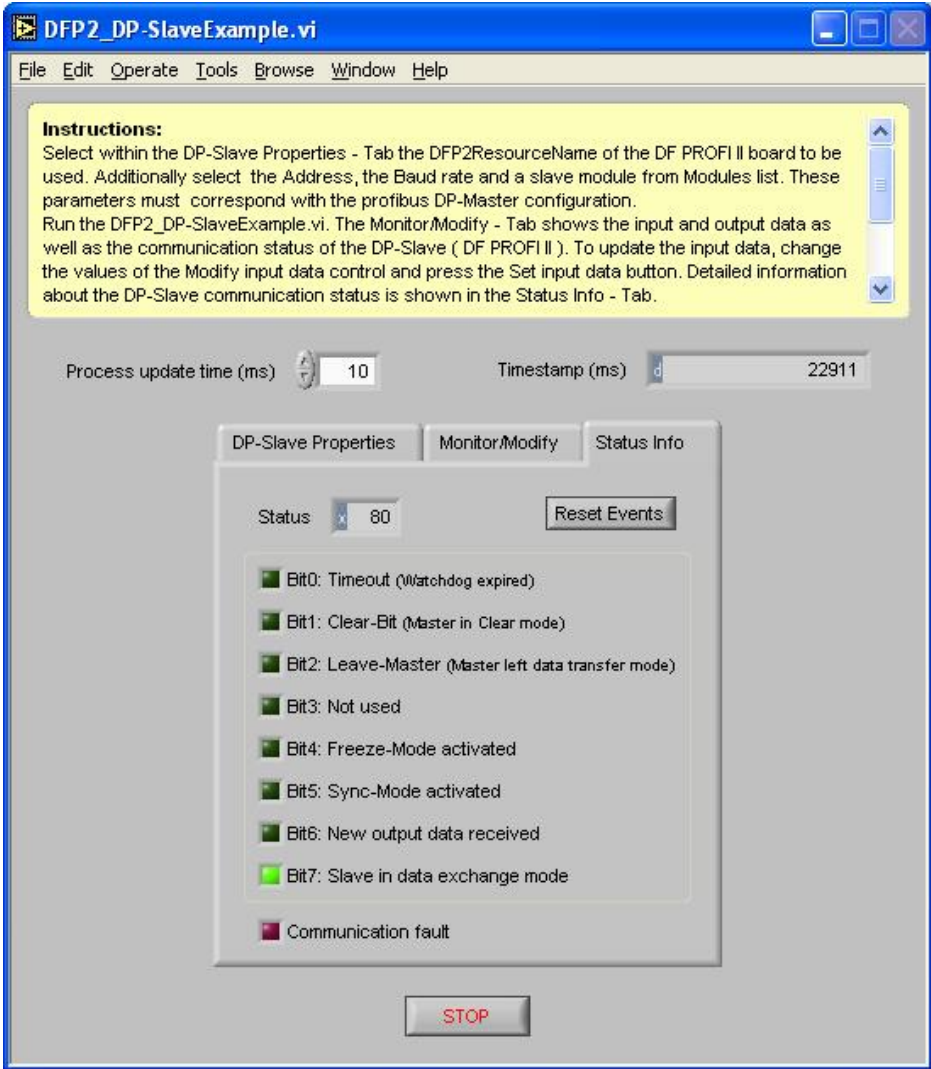 DFP2_DP-SlaveExample.vi
File Edit Operate Tools Browse Window Help
Instructions:
Select within the DP-Slave Properties - Tab the DFP2ResourceName of the DF PROFI II board to be
used. Additionally select the Address, the Baud rate and a slave module from Modules list. These
parameters must correspond with the profibus DP-Master configuration.
Run the DFP2_DP-SlaveExample.vi. The Monitor/Modify - Tab shows the input and output data as
well as the communication status of the DP-Slave ( DF PROFI II ). To update the input data, change
the values of the Modify input data control and press the Set input data button. Detailed information
about the DP-Slave communication status is shown in the Status Info - Tab.
Process update time (ms) 10 Timestamp (ms) d 22911
DP-Slave Properties Monitor/Modify Status Info
Status x 80 Reset Events
Bit0: Timeout (Watchdog expired)
Bit1: Clear-Bit (Master in Clear mode)
Bit2: Leave-Master (Master left data transfer mode)
Bit3: Not used
Bit4: Freeze-Mode activated
Bit5: Sync-Mode activated
Bit6: New output data received
Bit7: Slave in data exchange mode
Communication fault
STOP